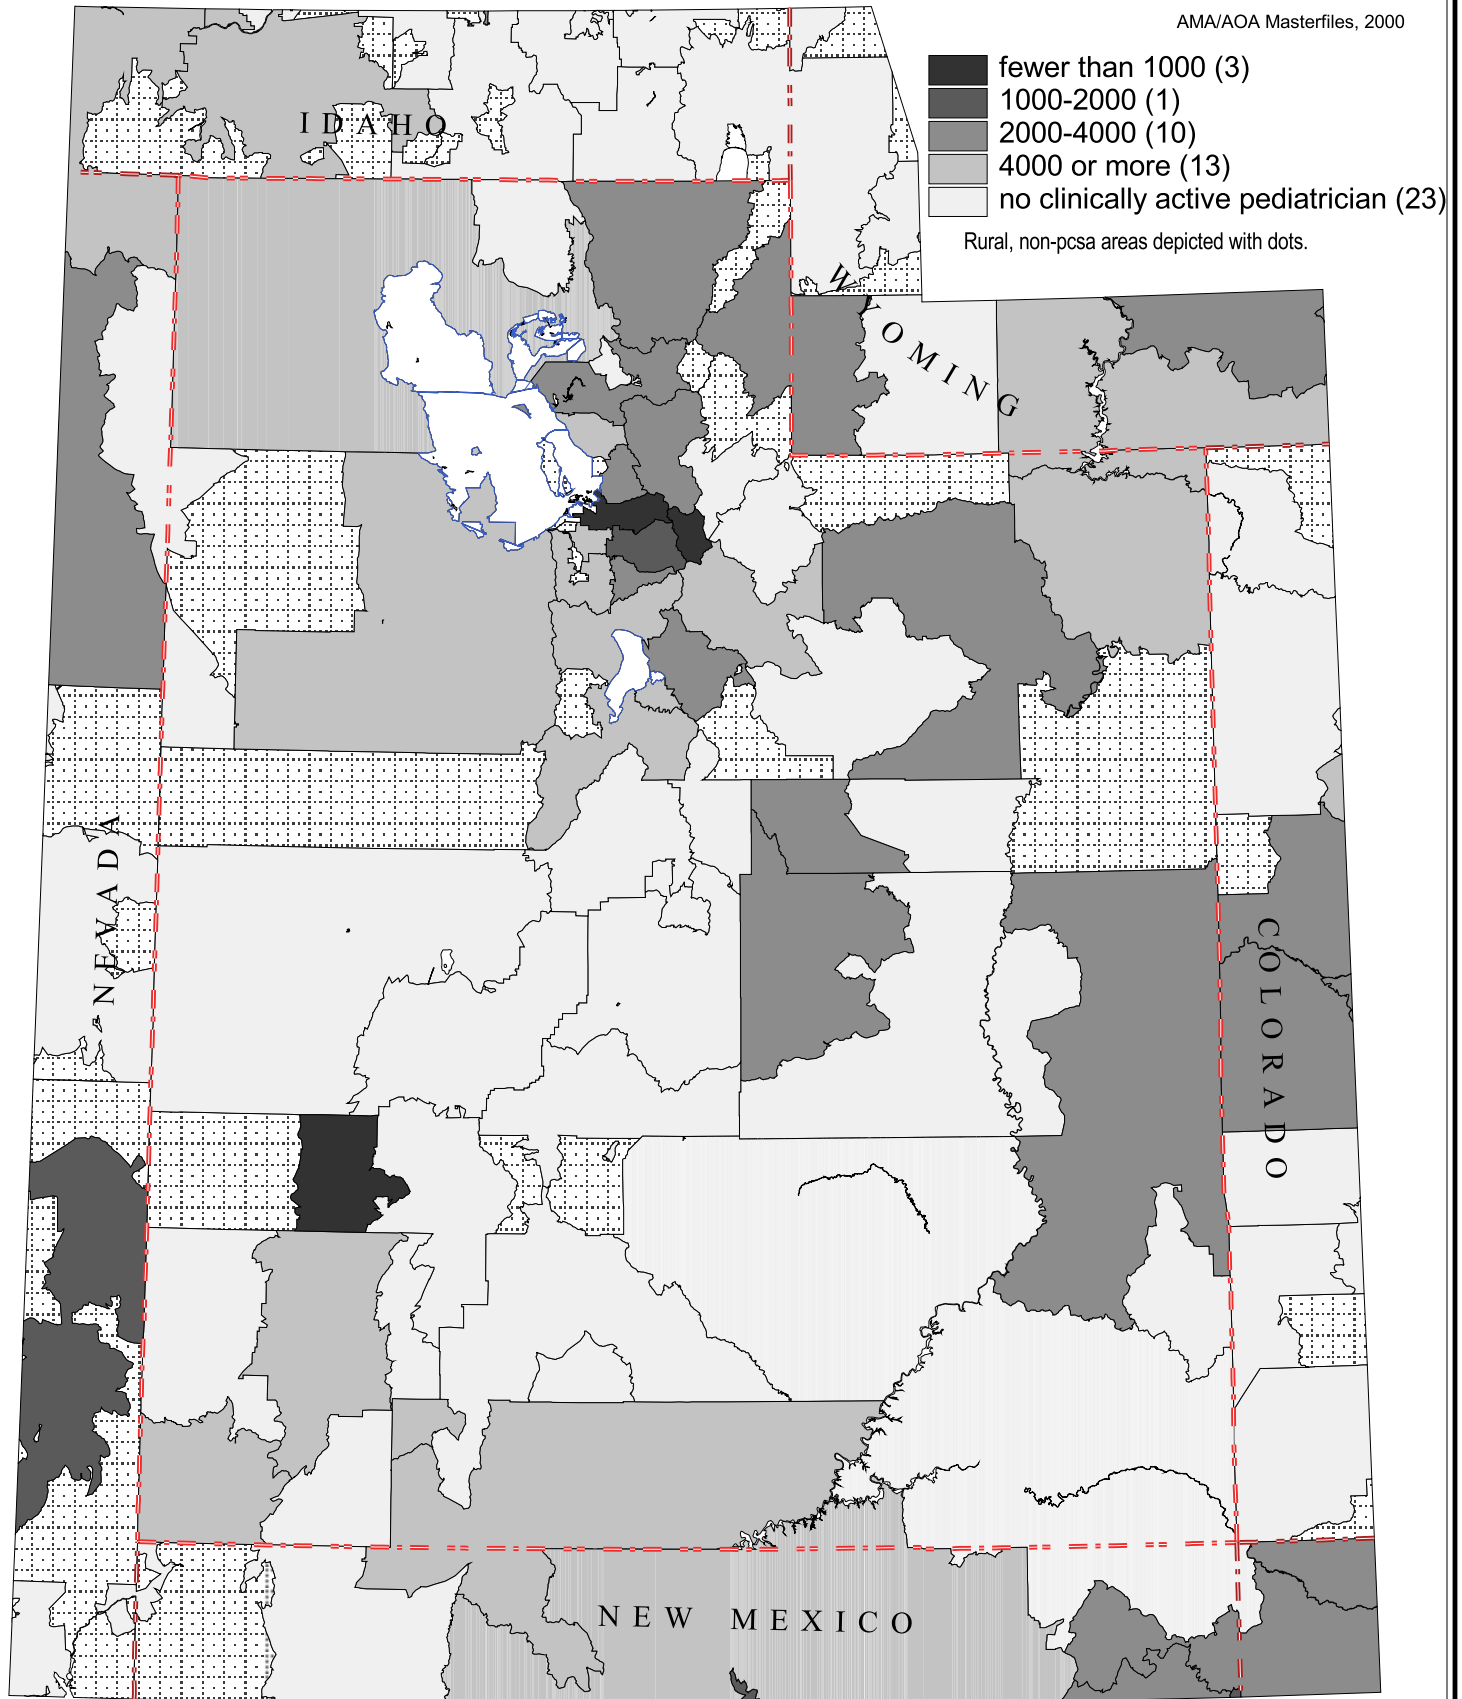 AMA/AOA Masterfiles, 2000
fewer than 1000 (3)
1000-2000 (1)
2000-4000 (10)
4000 or more (13)
no clinically active pediatrician (23)
Rural, non-pcsa areas depicted with dots.
IDAHO
WYOMING
NEVADA
COLORADO
NEW MEXICO